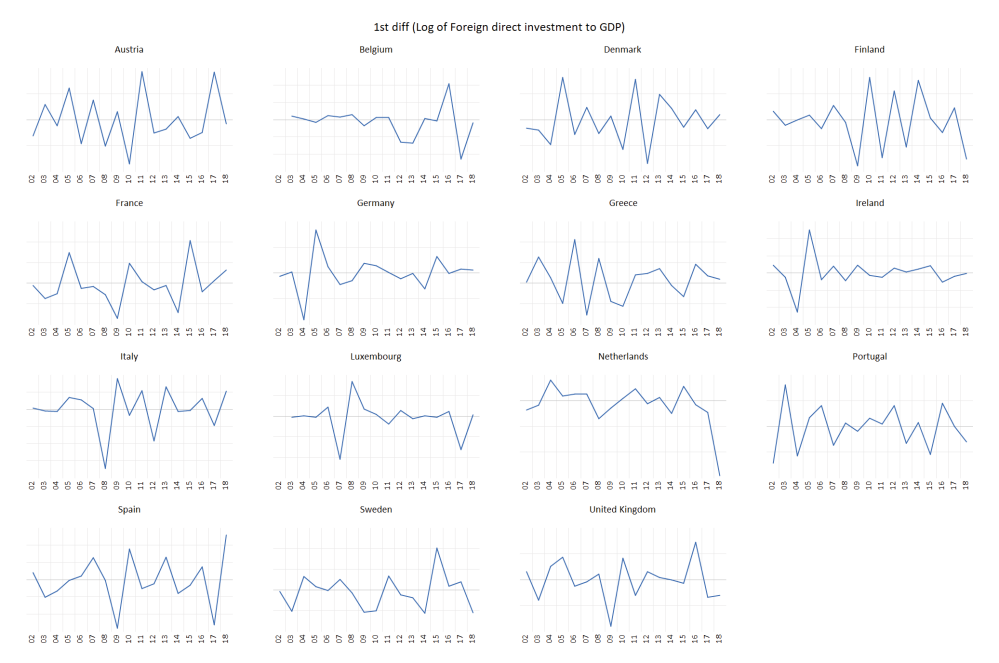 1st diff (Log of Foreign direct investment to GDP)
Austria Belgium Denmark Finland
02 03 04 05 06 07 08 09 10 11 12 13 14 15 16 17 18 02 03 04 05 06 07 08 09 10 11 12 13 14 15 16 17 18 02 03 04 05 06 07 08 09 10 11 12 13 14 15 16 17 18 02 03 04 05 06 07 08 09 10 11 12 13 14 15 16 17 18
France Germany Greece Ireland
02 03 04 05 06 07 08 09 10 11 12 13 14 15 16 17 18 02 03 04 05 06 07 08 09 10 11 12 13 14 15 16 17 18 02 03 04 05 06 07 08 09 10 11 12 13 14 15 16 17 18 02 03 04 05 06 07 08 09 10 11 12 13 14 15 16 17 18
Italy Luxembourg Netherlands Portugal
02 03 04 05 06 07 08 09 10 11 12 13 14 15 16 17 18 02 03 04 05 06 07 08 09 10 11 12 13 14 15 16 17 18 02 03 04 05 06 07 08 09 10 11 12 13 14 15 16 17 18 02 03 04 05 06 07 08 09 10 11 12 13 14 15 16 17 18
Spain Sweden United Kingdom
02 03 04 05 06 07 08 09 10 11 12 13 14 15 16 17 18 02 03 04 05 06 07 08 09 10 11 12 13 14 15 16 17 18 02 03 04 05 06 07 08 09 10 11 12 13 14 15 16 17 18